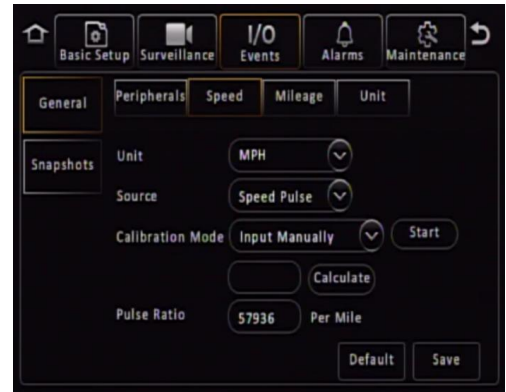 Basic Setup Surveillance I/O Events Alarms Maintenance
General Peripherals Speed Mileage Unit
Snapshots
Unit MPH
Source Speed Pulse
Calibration Mode Input Manually Start
Calculate
Pulse Ratio 57936 Per Mile
Default Save